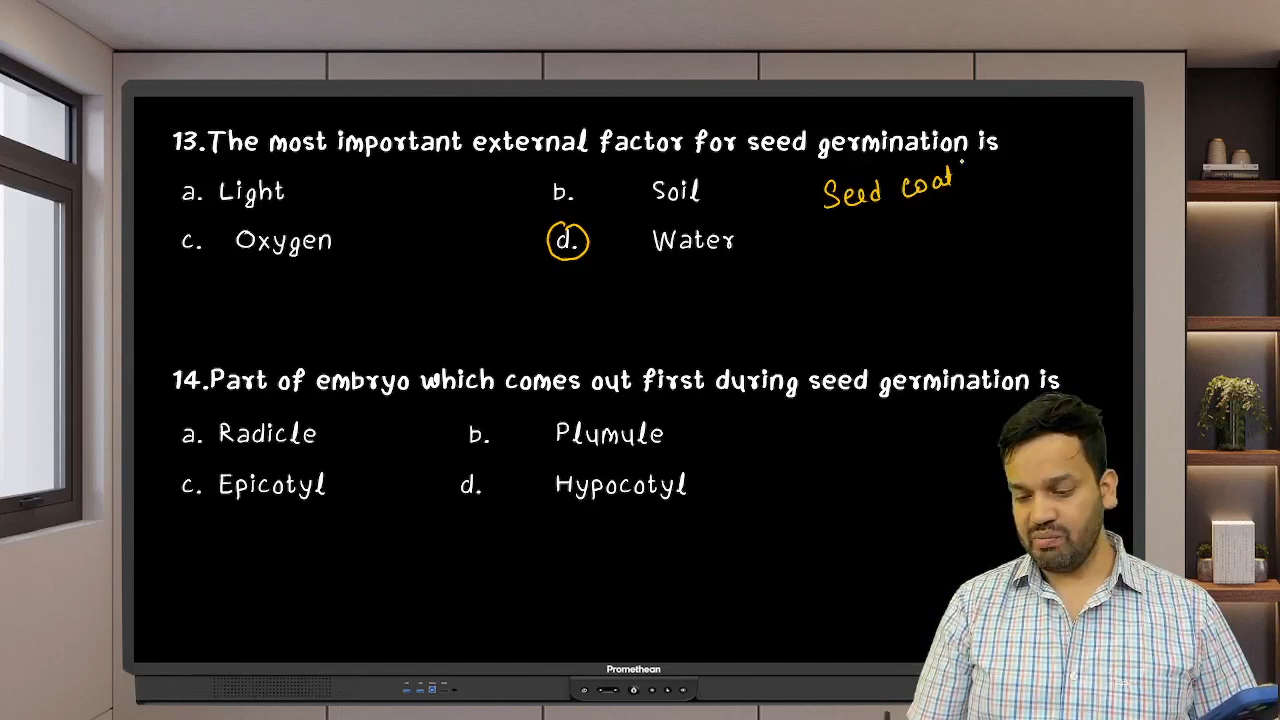 13.The most important external factor for seed germination is
a. Light b. Soil
Seed coat
c. Oxygen d. Water
14.Part of embryo which comes out first during seed germination is
a. Radicle b. Plumule
c. Epicotyl d. Hypocotyl
Promethean